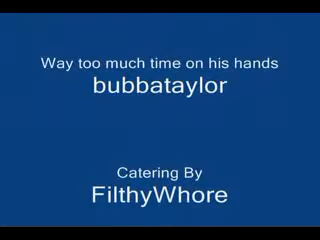 Way too much time on his hands
bubbataylor
Catering By
FilthyWhore